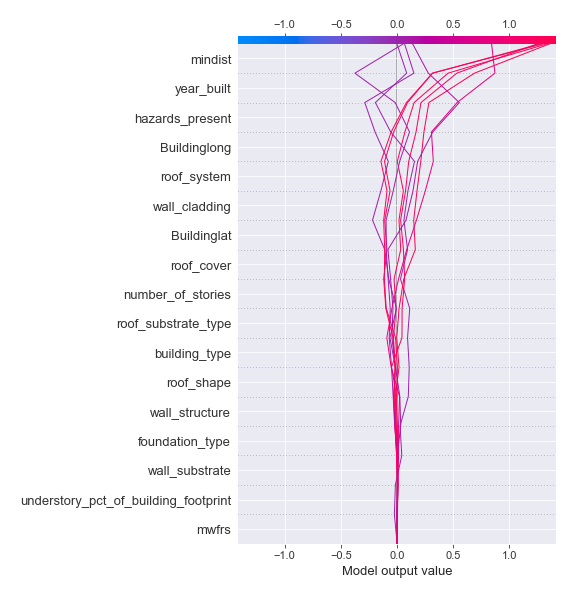 −1.0 −0.5 0.0 0.5 1.0
mindist
year_built
hazards_present
Buildinglong
roof_system
wall_cladding
Buildinglat
roof_cover
number_of_stories
roof_substrate_type
building_type
roof_shape
wall_structure
foundation_type
wall_substrate
understory_pct_of_building_footprint
mwfrs
−1.0 −0.5 0.0 0.5 1.0
Model output value